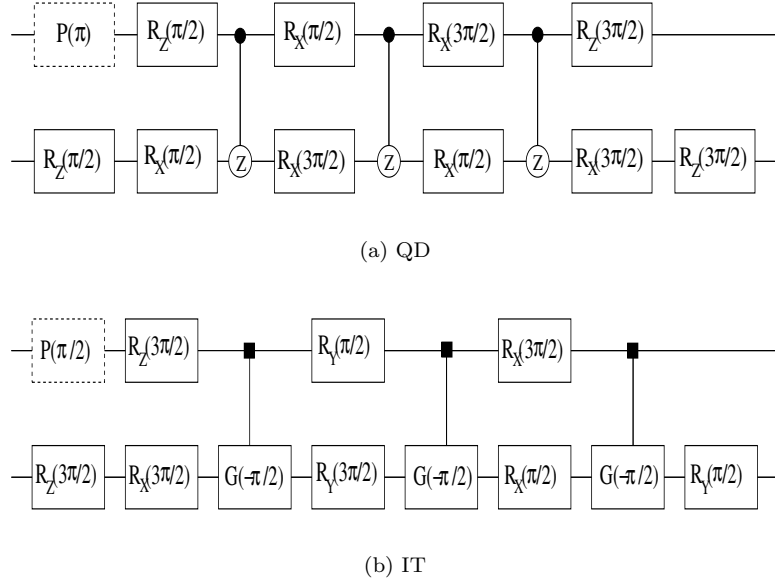 P(π) R_Z(π/2) R_X(π/2) R_X(3π/2) R_Z(3π/2)
R_Z(π/2) R_X(π/2) Z R_X(3π/2) Z R_X(π/2) Z R_X(3π/2) R_Z(3π/2)
(a) QD
P(π/2) R_Z(3π/2) R_Y(π/2) R_X(3π/2)
R_Z(3π/2) R_X(3π/2) G(−π/2) R_Y(3π/2) G(−π/2) R_X(π/2) G(−π/2) R_Y(π/2)
(b) IT